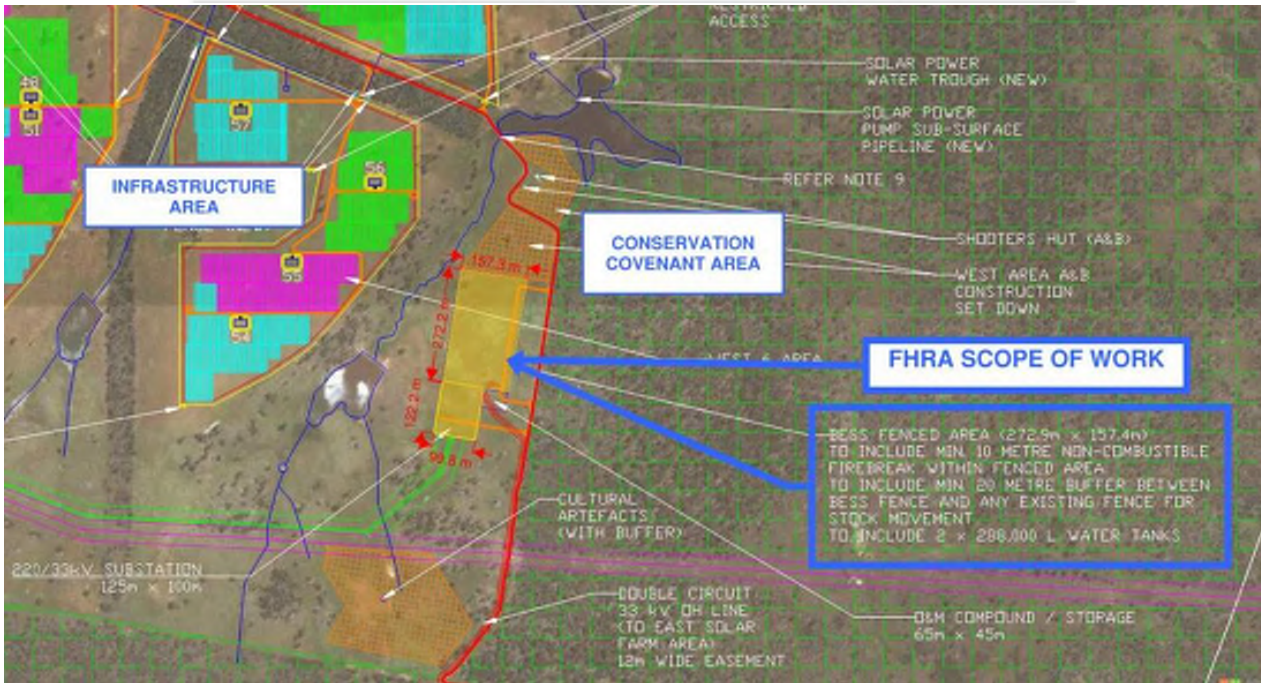 RESTRICTED
ACCESS
SOLAR POWER
WATER TROUGH (NEW)
SOLAR POWER
PUMP SUB-SURFACE
PIPELINE (NEW)
REFER NOTE 9
48
51
57
56
INFRASTRUCTURE
AREA
CONSERVATION
COVENANT AREA
SHOOTERS HUT (A&B)
WEST AREA A&B
CONSTRUCTION
SET DOWN
55
54
157.3 m
272.2 m
WEST 6 AREA
FHRA SCOPE OF WORK
122.2 m
99.8 m
BESS FENCED AREA (272.9m x 157.4m)
TO INCLUDE MIN. 10 METRE NON-COMBUSTIBLE
FIREBREAK WITHIN FENCED AREA
TO INCLUDE MIN 20 METRE BUFFER BETWEEN
BESS FENCE AND ANY EXISTING FENCE FOR
STOCK MOVEMENT
TO INCLUDE 2 x 288,000 L WATER TANKS
CULTURAL
ARTEFACTS
(WITH BUFFER)
220/33kV SUBSTATION
125m x 100m
DOUBLE CIRCUIT
33 kV OH LINE
(TO EAST SOLAR
FARM AREA)
12m WIDE EASEMENT
O&M COMPOUND / STORAGE
65m x 45m